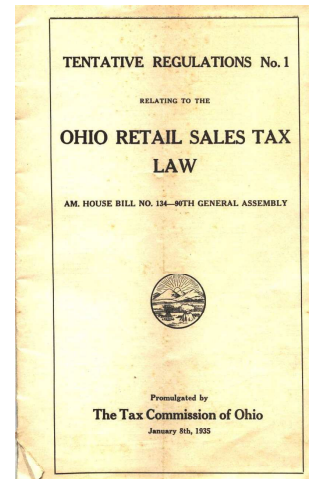 TENTATIVE REGULATIONS No. 1
RELATING TO THE
OHIO RETAIL SALES TAX
LAW
AM. HOUSE BILL NO. 134—90TH GENERAL ASSEMBLY
Promulgated by
The Tax Commission of Ohio
January 8th, 1935